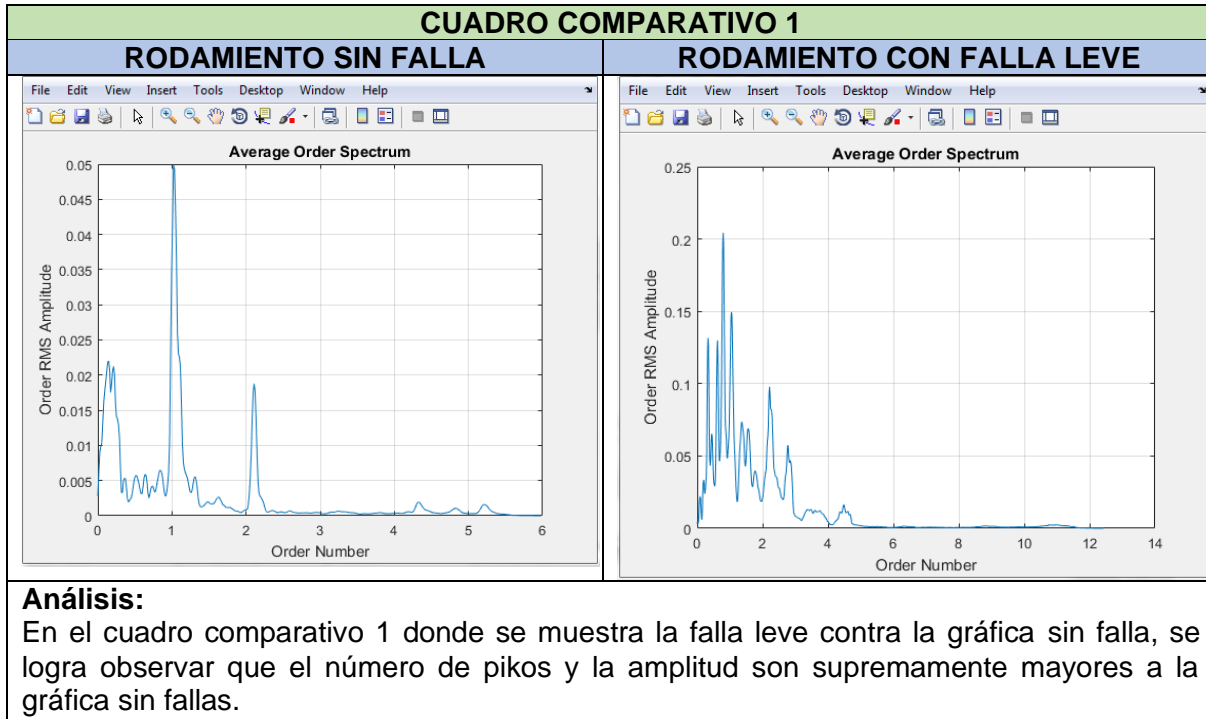 CUADRO COMPARATIVO 1
RODAMIENTO SIN FALLA
RODAMIENTO CON FALLA LEVE
File Edit View Insert Tools Desktop Window Help
Average Order Spectrum
Order RMS Amplitude
0.05
0.045
0.04
0.035
0.03
0.025
0.02
0.015
0.01
0.005
0
0 1 2 3 4 5 6
Order Number
File Edit View Insert Tools Desktop Window Help
Average Order Spectrum
Order RMS Amplitude
0.25
0.2
0.15
0.1
0.05
0
0 2 4 6 8 10 12 14
Order Number
Análisis:
En el cuadro comparativo 1 donde se muestra la falla leve contra la gráfica sin falla, se
logra observar que el número de pikos y la amplitud son supremamente mayores a la
gráfica sin fallas.